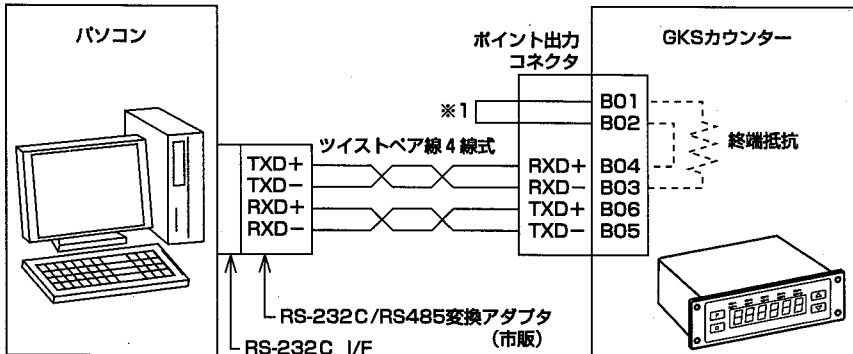 パソコン
ポイント出力
コネクタ
GKSカウンター
※1
B01
B02
終端抵抗
ツイストペア線4線式
TXD+
TXD−
RXD+
RXD−
RXD+ B04
RXD− B03
TXD+ B06
TXD− B05
RS-232C/RS485変換アダプタ
(市販)
RS-232C I/F